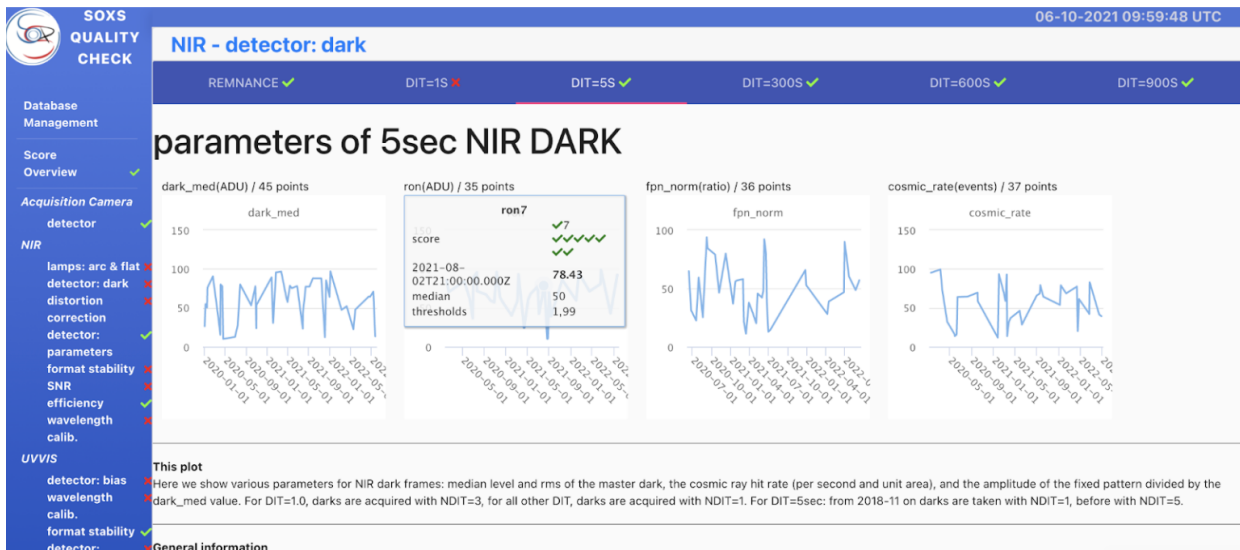 06-10-2021 09:59:48 UTC
SOXS
QUALITY
CHECK
NIR - detector: dark
REMNANCE DIT=1S DIT=5S DIT=300S DIT=600S DIT=900S
Database
Management
Score
Overview
Acquisition Camera
detector
NIR
lamps: arc & flat
detector: dark
distortion
correction
detector:
parameters
format stability
SNR
efficiency
wavelength
calib.
UVVIS
detector: bias
wavelength
calib.
format stability
detector:
parameters of 5sec NIR DARK
dark_med(ADU) / 45 points
dark_med
150
100
50
0
2020-01-01
2020-05-01
2020-09-01
2021-01-01
2021-05-01
2021-09-01
2022-01-01
ron(ADU) / 35 points
ron7
150
score 7
2021-08-
02T21:00:00.000Z 78.43
median 50
thresholds 1,99
0
2020-05-01
2020-09-01
2021-01-01
2021-05-01
2021-09-01
2022-01-01
fpn_norm(ratio) / 36 points
fpn_norm
100
50
0
2020-07-01
2020-10-01
2021-01-01
2021-04-01
2021-07-01
2021-10-01
2022-01-01
2022-04-01
cosmic_rate(events) / 37 points
cosmic_rate
150
100
50
0
2020-05-01
2020-09-01
2021-01-01
2021-05-01
2021-09-01
2022-01-01
This plot
Here we show various parameters for NIR dark frames: median level and rms of the master dark, the cosmic ray hit rate (per second and unit area), and the amplitude of the fixed pattern divided by the
dark_med value. For DIT=1.0, darks are acquired with NDIT=3, for all other DIT, darks are acquired with NDIT=1. For DIT=5sec: from 2018-11 on darks are taken with NDIT=1, before with NDIT=5.
General information